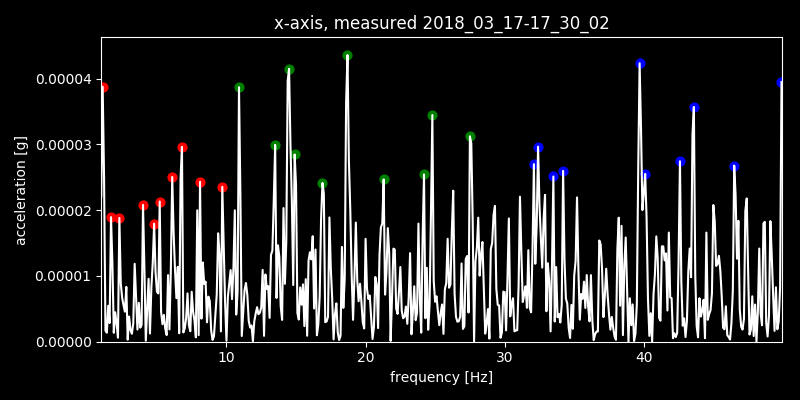 x-axis, measured 2018_03_17-17_30_02
0.00004
0.00003
0.00002
0.00001
0.00000
acceleration [g]
10 20 30 40
frequency [Hz]